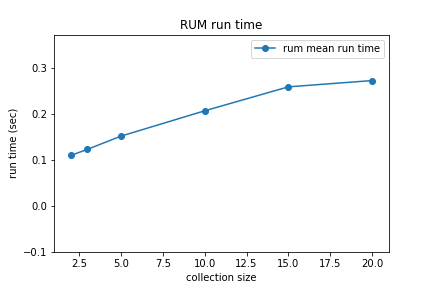 RUM run time
rum mean run time
run time (sec)
0.3
0.2
0.1
0.0
−0.1
2.5 5.0 7.5 10.0 12.5 15.0 17.5 20.0
collection size